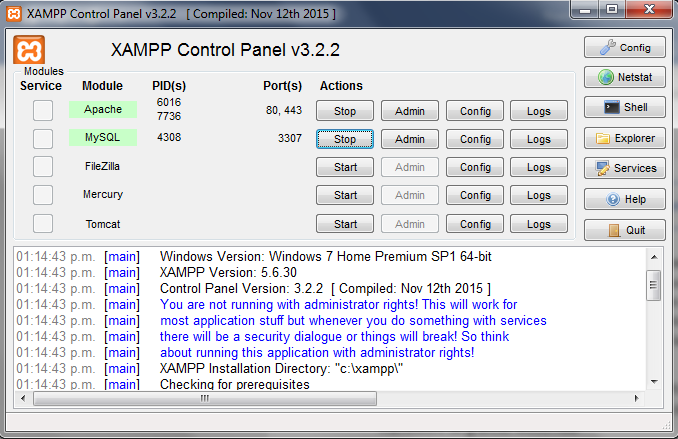 XAMPP Control Panel v3.2.2 [ Compiled: Nov 12th 2015 ]
XAMPP Control Panel v3.2.2
Config
Modules
Service Module PID(s) Port(s) Actions
Netstat
Apache 6016 7736 80, 443 Stop Admin Config Logs
Shell
MySQL 4308 3307 Stop Admin Config Logs
Explorer
FileZilla Start Admin Config Logs
Services
Mercury Start Admin Config Logs
Help
Tomcat Start Admin Config Logs
Quit
01:14:43 p.m. [main] Windows Version: Windows 7 Home Premium SP1 64-bit
01:14:43 p.m. [main] XAMPP Version: 5.6.30
01:14:43 p.m. [main] Control Panel Version: 3.2.2 [ Compiled: Nov 12th 2015 ]
01:14:43 p.m. [main] You are not running with administrator rights! This will work for
01:14:43 p.m. [main] most application stuff but whenever you do something with services
01:14:43 p.m. [main] there will be a security dialogue or things will break! So think
01:14:43 p.m. [main] about running this application with administrator rights!
01:14:43 p.m. [main] XAMPP Installation Directory: "c:\xampp\"
01:14:43 p.m. [main] Checking for prerequisites